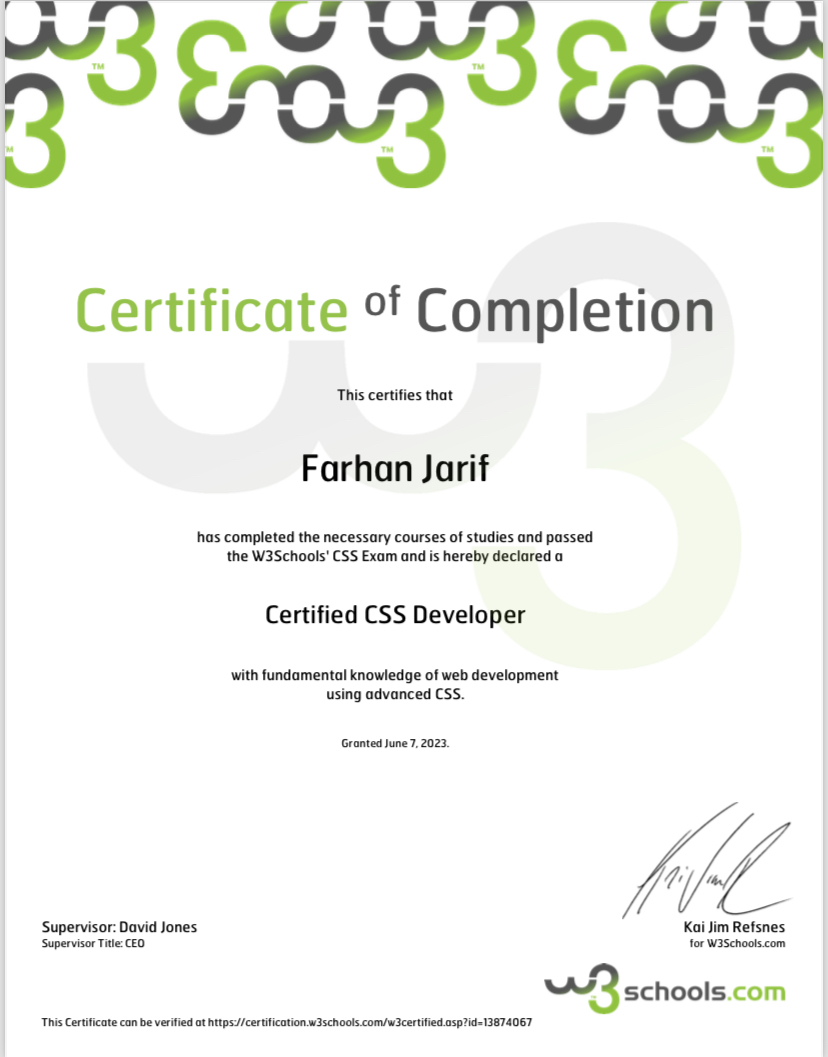 Certificate of Completion
This certifies that
Farhan Jarif
has completed the necessary courses of studies and passed
the W3Schools' CSS Exam and is hereby declared a
Certified CSS Developer
with fundamental knowledge of web development
using advanced CSS.
Granted June 7, 2023.
Supervisor: David Jones
Supervisor Title: CEO
Kai Jim Refsnes
for W3Schools.com
w3schools.com
This Certificate can be verified at https://certification.w3schools.com/w3certified.asp?id=13874067